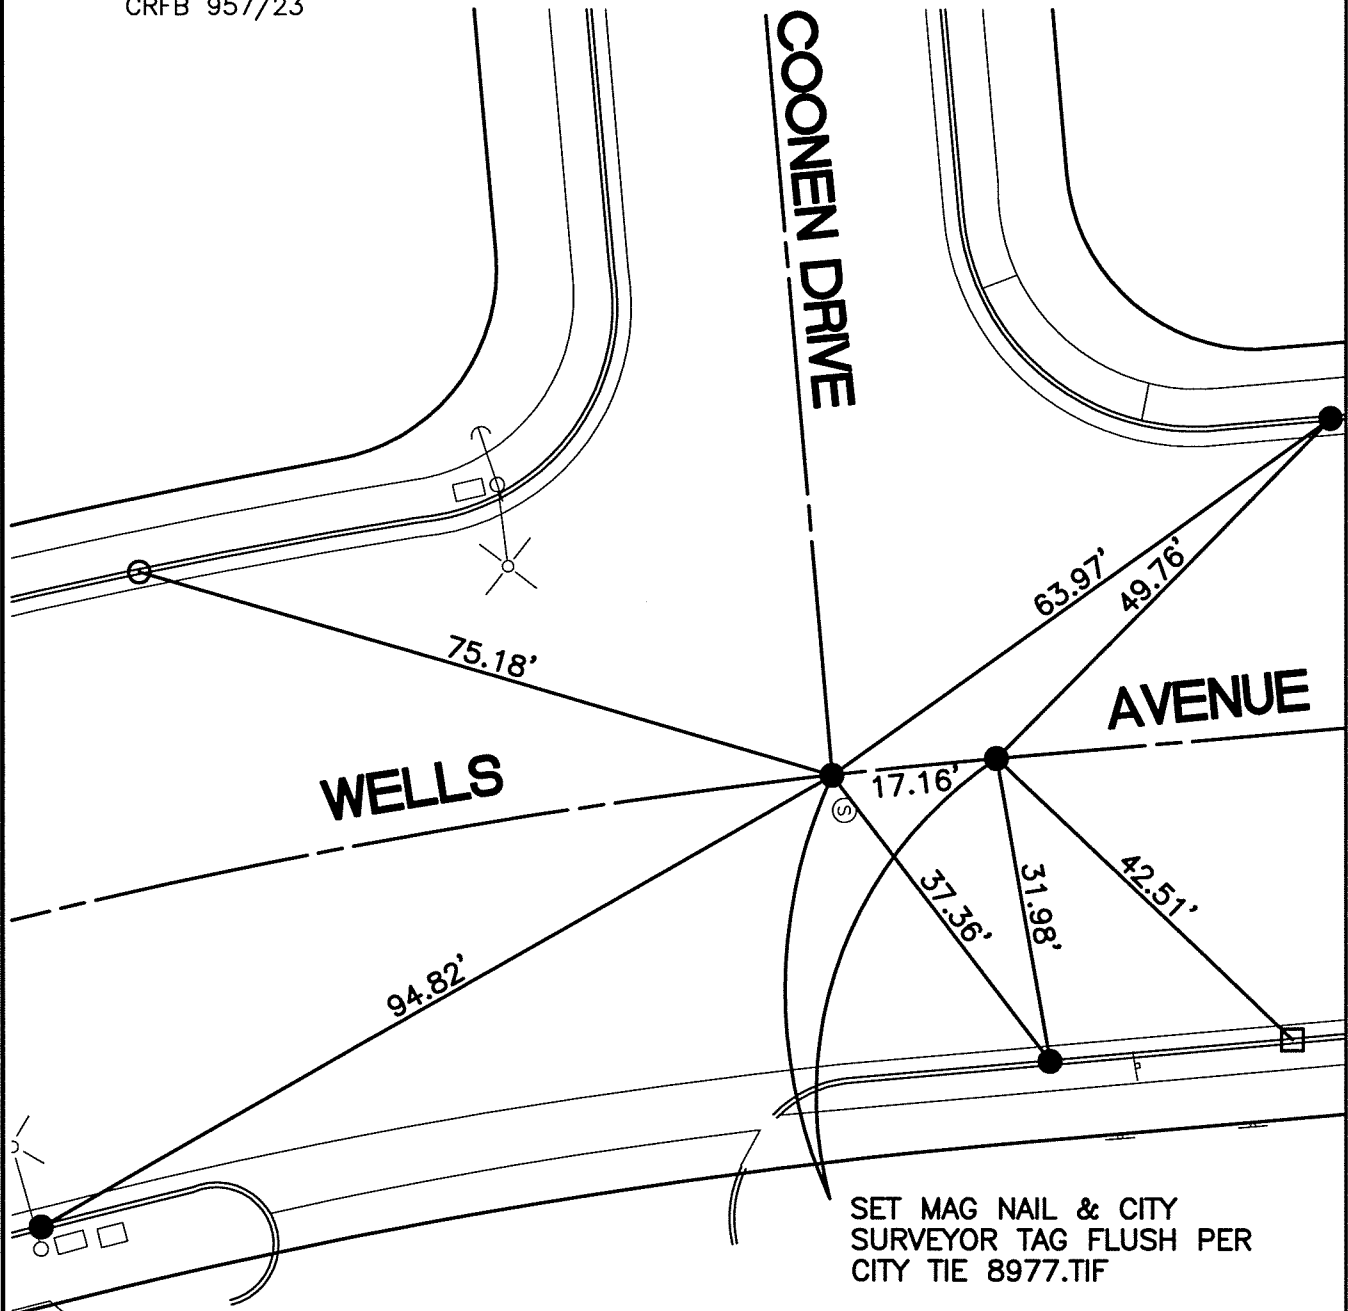 CRFB 957/23
COONEN DRIVE
63.97'
49.76'
75.18'
AVENUE
WELLS
17.16'
S
37.36'
31.98'
42.51'
94.82'
SET MAG NAIL & CITY
SURVEYOR TAG FLUSH PER
CITY TIE 8977.TIF